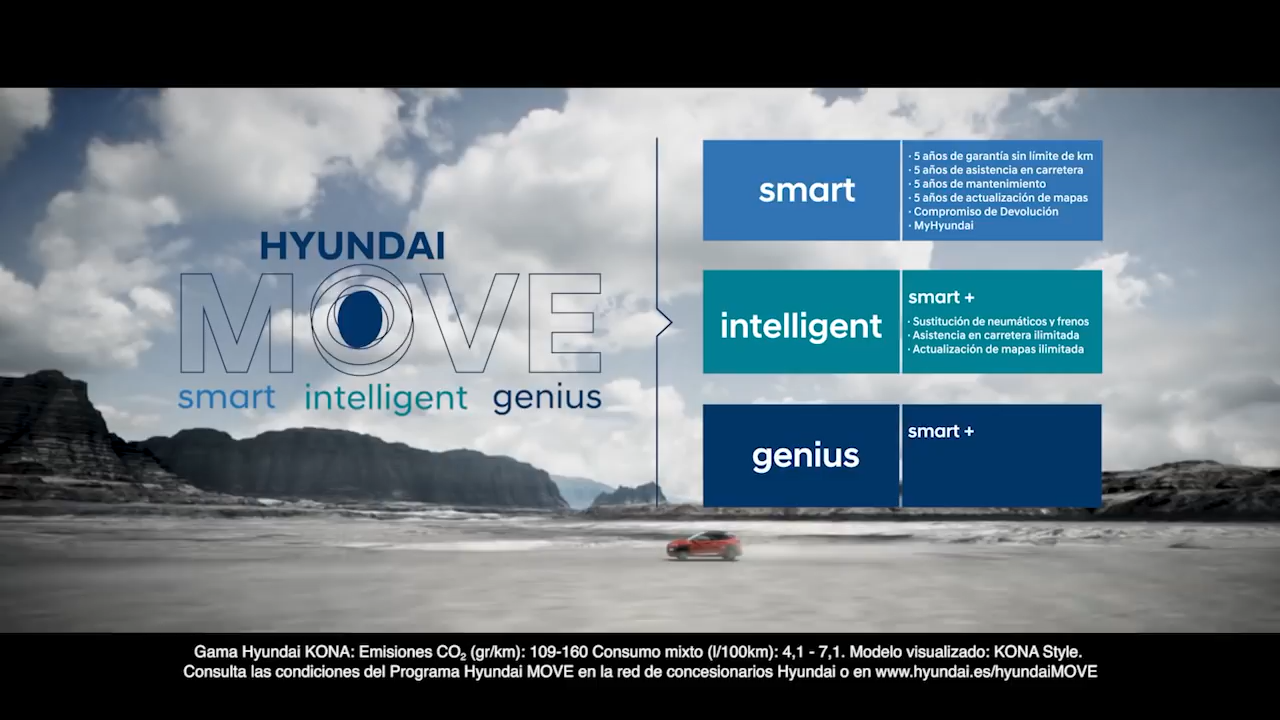 HYUNDAI
MOVE
smart intelligent genius
smart
· 5 años de garantía sin límite de km
· 5 años de asistencia en carretera
· 5 años de mantenimiento
· 5 años de actualización de mapas
· Compromiso de Devolución
· MyHyundai
intelligent
smart +
· Sustitución de neumáticos y frenos
· Asistencia en carretera ilimitada
· Actualización de mapas ilimitada
genius
smart +
Gama Hyundai KONA: Emisiones CO₂ (gr/km): 109-160 Consumo mixto (l/100km): 4,1 - 7,1. Modelo visualizado: KONA Style.
Consulta las condiciones del Programa Hyundai MOVE en la red de concesionarios Hyundai o en www.hyundai.es/hyundaiMOVE